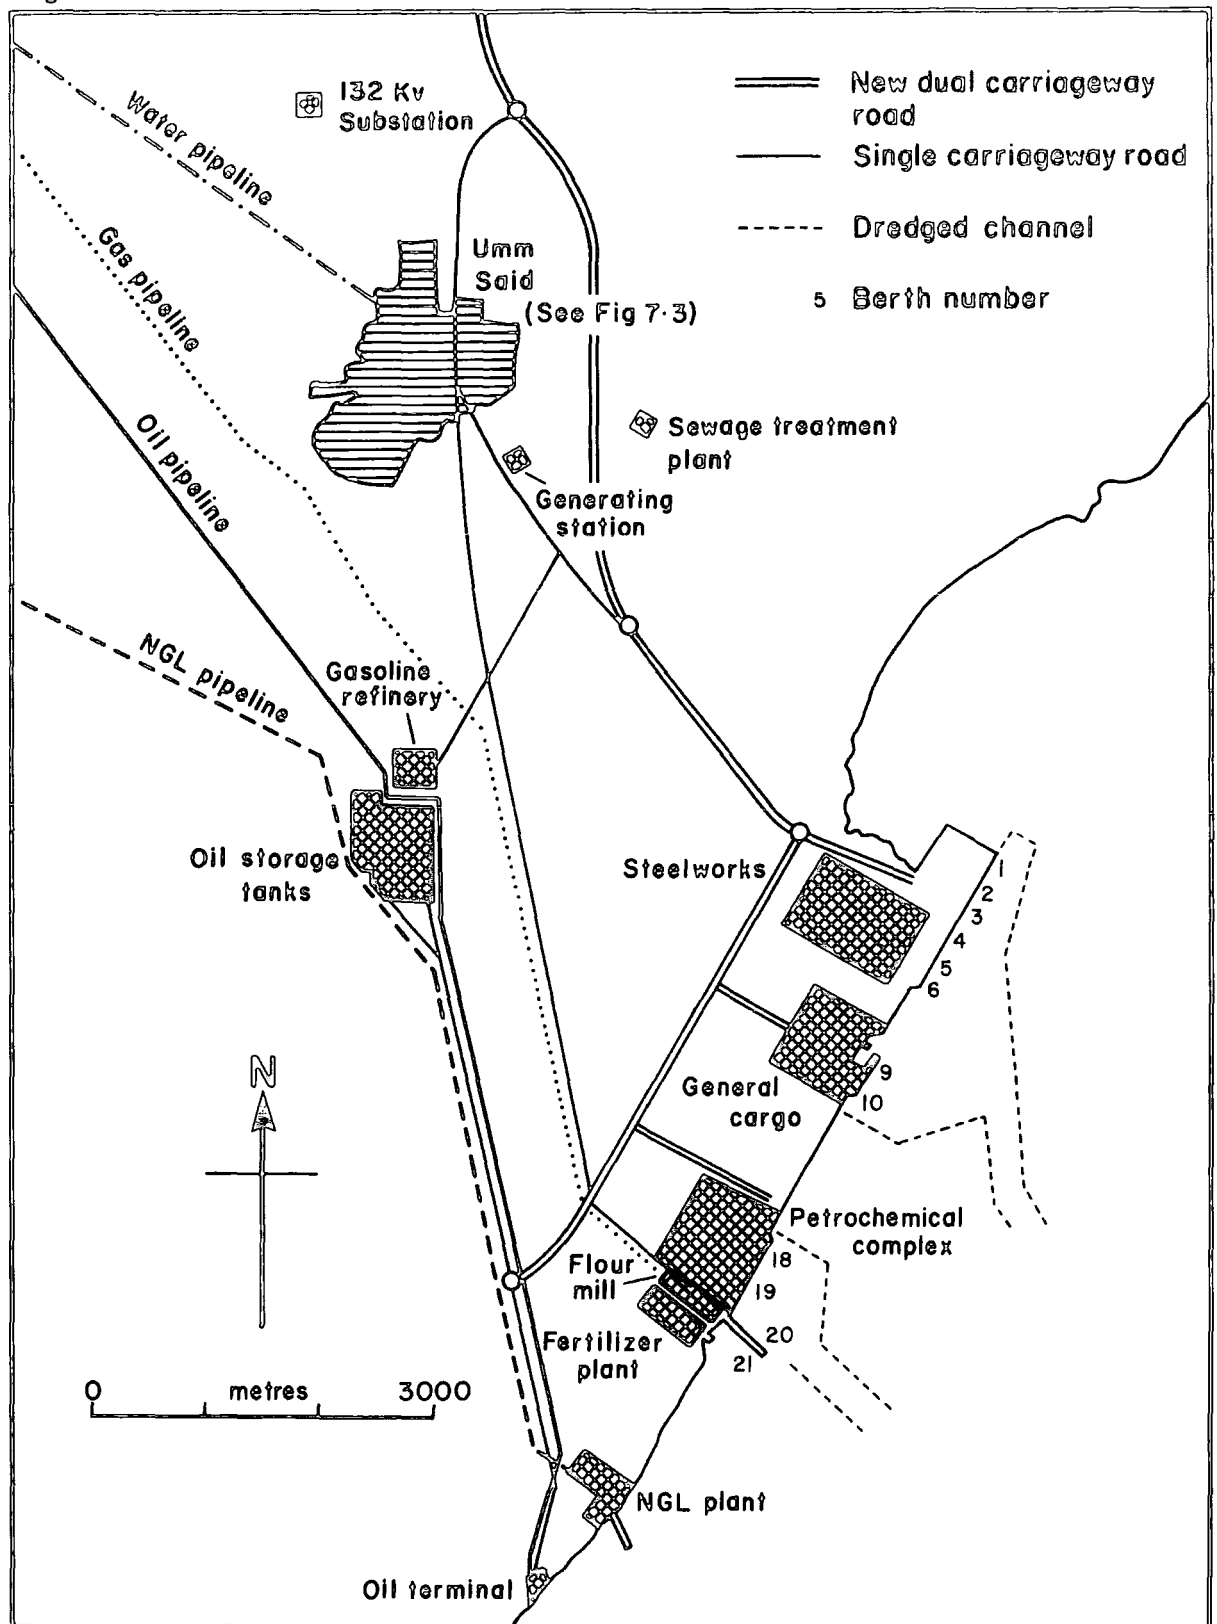 132 Kv
Substation
New dual carriageway
road
Single carriageway road
Dredged channel
5 Berth number
Water pipeline
Gas pipeline
Umm
Said
(See Fig 7·3)
Oil pipeline
Sewage treatment
plant
Generating
station
NGL pipeline
Gasoline
refinery
Oil storage
tanks
Steelworks
1
2
3
4
5
6
N
General
cargo
9
10
Petrochemical
complex
18
Flour
mill
19
20
21
Fertilizer
plant
0 metres 3000
NGL plant
Oil terminal